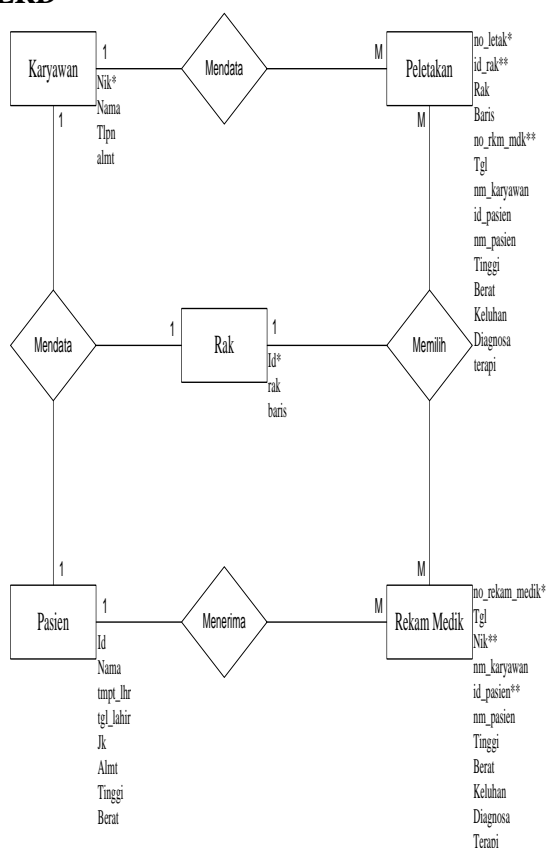 ERD
Karyawan
1
Nik*
Nama
Tlpn
almt
1
Mendata
M
Peletakan
M
no_letak*
id_rak**
Rak
Baris
no_rkm_mdk**
Tgl
nm_karyawan
id_pasien
nm_pasien
Tinggi
Berat
Keluhan
Diagnosa
terapi
Mendata
1
Rak
1
Id*
rak
baris
Memilih
1
Pasien
1
Id
Nama
tmpt_lhr
tgl_lahir
Jk
Almt
Tinggi
Berat
Menerima
M
M
Rekam Medik
no_rekam_medik*
Tgl
Nik**
nm_karyawan
id_pasien**
nm_pasien
Tinggi
Berat
Keluhan
Diagnosa
Terapi